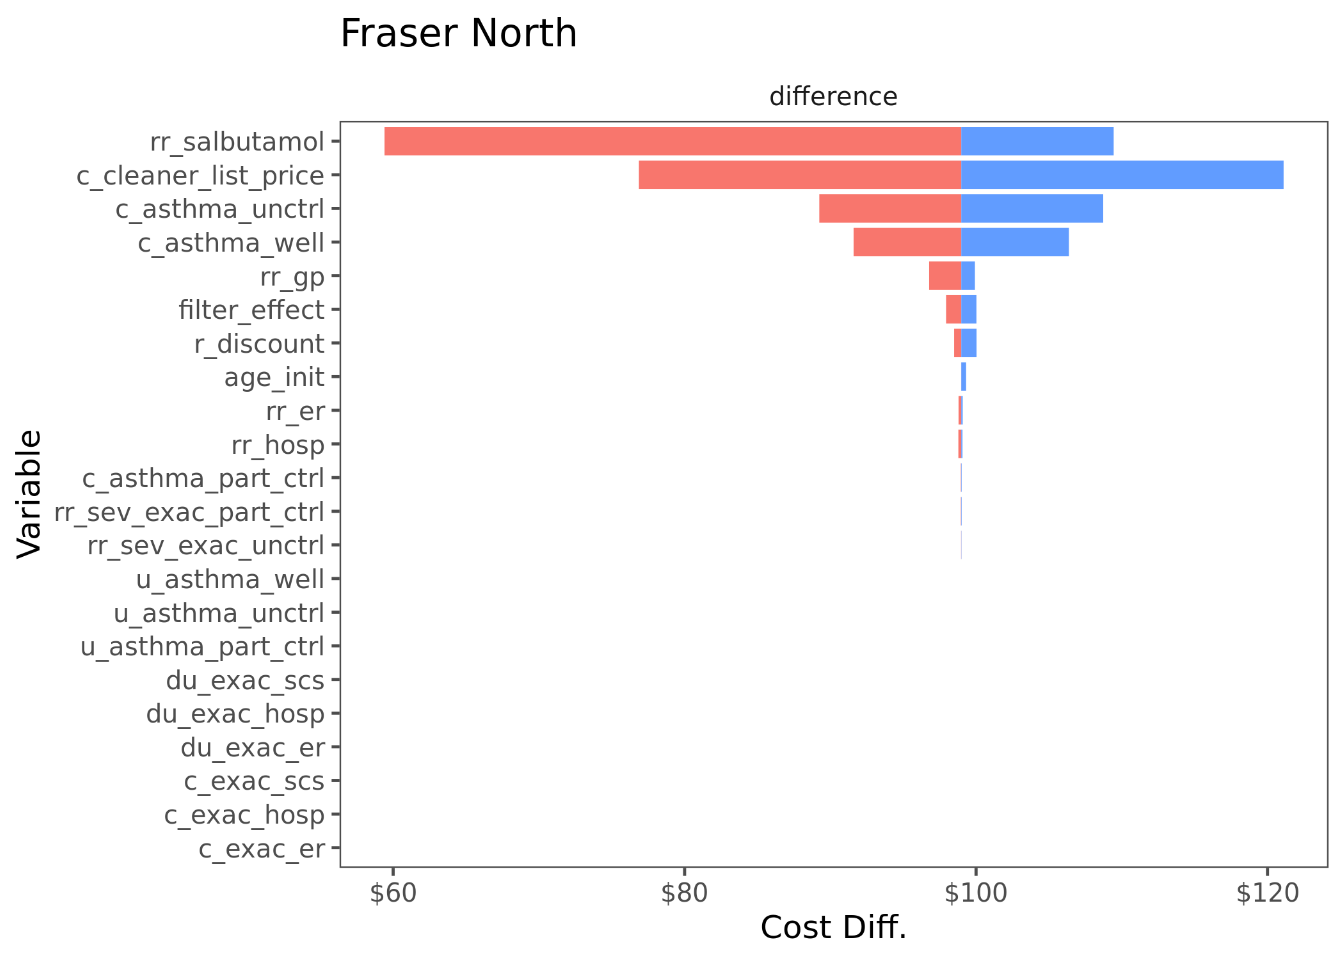 Fraser North
difference
rr_salbutamol
c_cleaner_list_price
c_asthma_unctrl
c_asthma_well
rr_gp
filter_effect
r_discount
age_init
rr_er
rr_hosp
c_asthma_part_ctrl
rr_sev_exac_part_ctrl
rr_sev_exac_unctrl
u_asthma_well
u_asthma_unctrl
u_asthma_part_ctrl
du_exac_scs
du_exac_hosp
du_exac_er
c_exac_scs
c_exac_hosp
c_exac_er
Variable
$60 $80 $100 $120
Cost Diff.